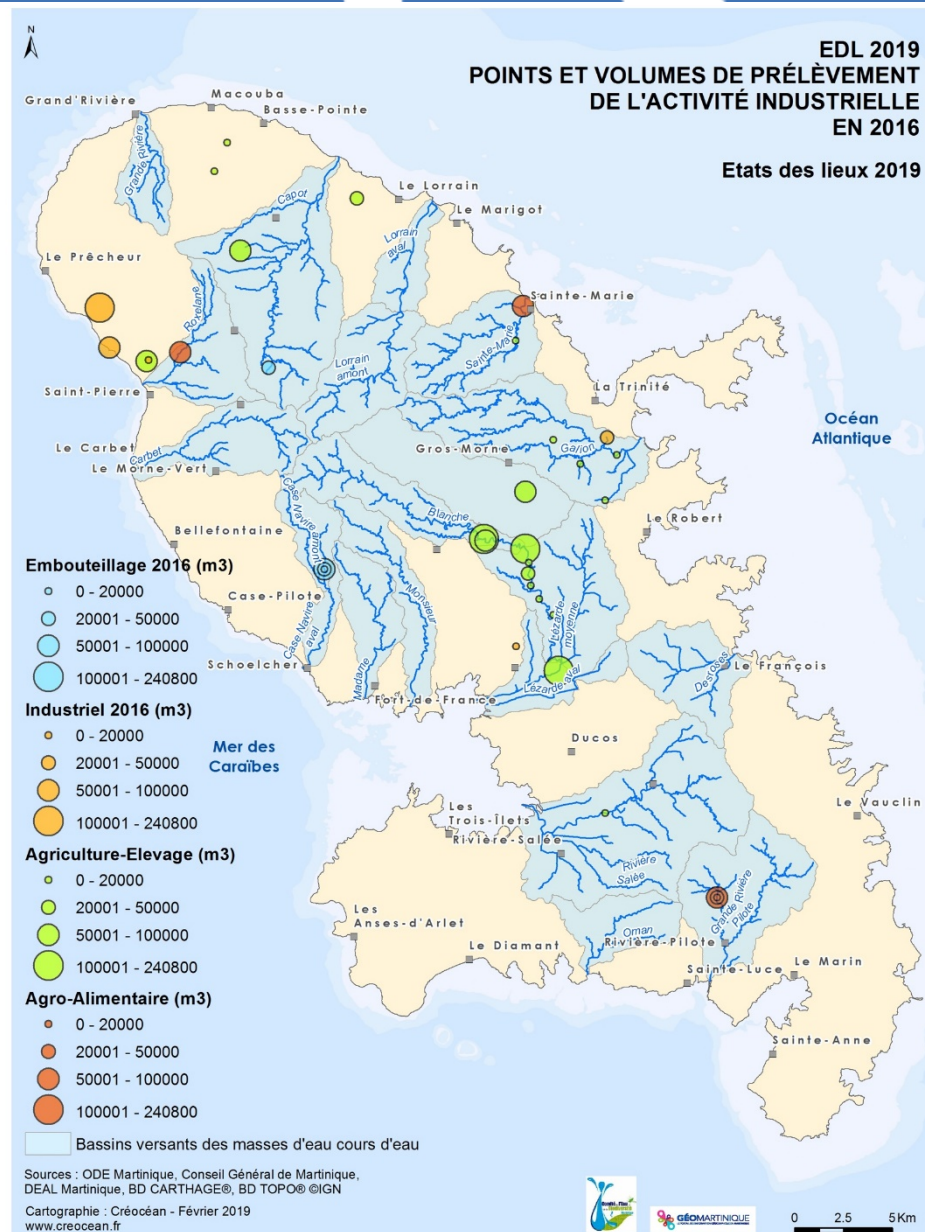 N
EDL 2019
POINTS ET VOLUMES DE PRÉLÈVEMENT
DE L'ACTIVITÉ INDUSTRIELLE
EN 2016
Etats des lieux 2019
Grand'Rivière
Macouba
Basse-Pointe
Grande Rivière
Capot
Le Lorrain
Le Marigot
Lorrain
aval
Le Prêcheur
Roxelane
Sainte-Marie
Sainte-Marie
Lorrain
amont
Saint-Pierre
La Trinité
Océan
Atlantique
Le Carbet
Carbet
Gros-Morne
Galion
Le Morne-Vert
Case Navire
amont
Blanche
Le Robert
Bellefontaine
Embouteillage 2016 (m3)
0 - 20000
20001 - 50000
50001 - 100000
100001 - 240800
Case-Pilote
Case Navire
aval
Monsieur
Lézarde
moyenne
Schoelcher
Madame
Lézarde aval
Le François
Desroses
Fort-de-France
Industriel 2016 (m3)
0 - 20000
20001 - 50000
50001 - 100000
100001 - 240800
Mer des
Caraïbes
Ducos
Les
Trois-Îlets
Le Vauclin
Rivière-Salée
Agriculture-Elevage (m3)
0 - 20000
20001 - 50000
50001 - 100000
100001 - 240800
Rivière
Salée
Grande Rivière
Pilote
Les
Anses-d'Arlet
Oman
Rivière-Pilote
Le Diamant
Sainte-Luce
Le Marin
Agro-Alimentaire (m3)
0 - 20000
20001 - 50000
50001 - 100000
100001 - 240800
Sainte-Anne
Bassins versants des masses d'eau cours d'eau
Sources : ODE Martinique, Conseil Général de Martinique,
DEAL Martinique, BD CARTHAGE®, BD TOPO® ©IGN
Cartographie : Créocéan - Février 2019
www.creocean.fr
GÉOMARTINIQUE
0 2.5 5 Km